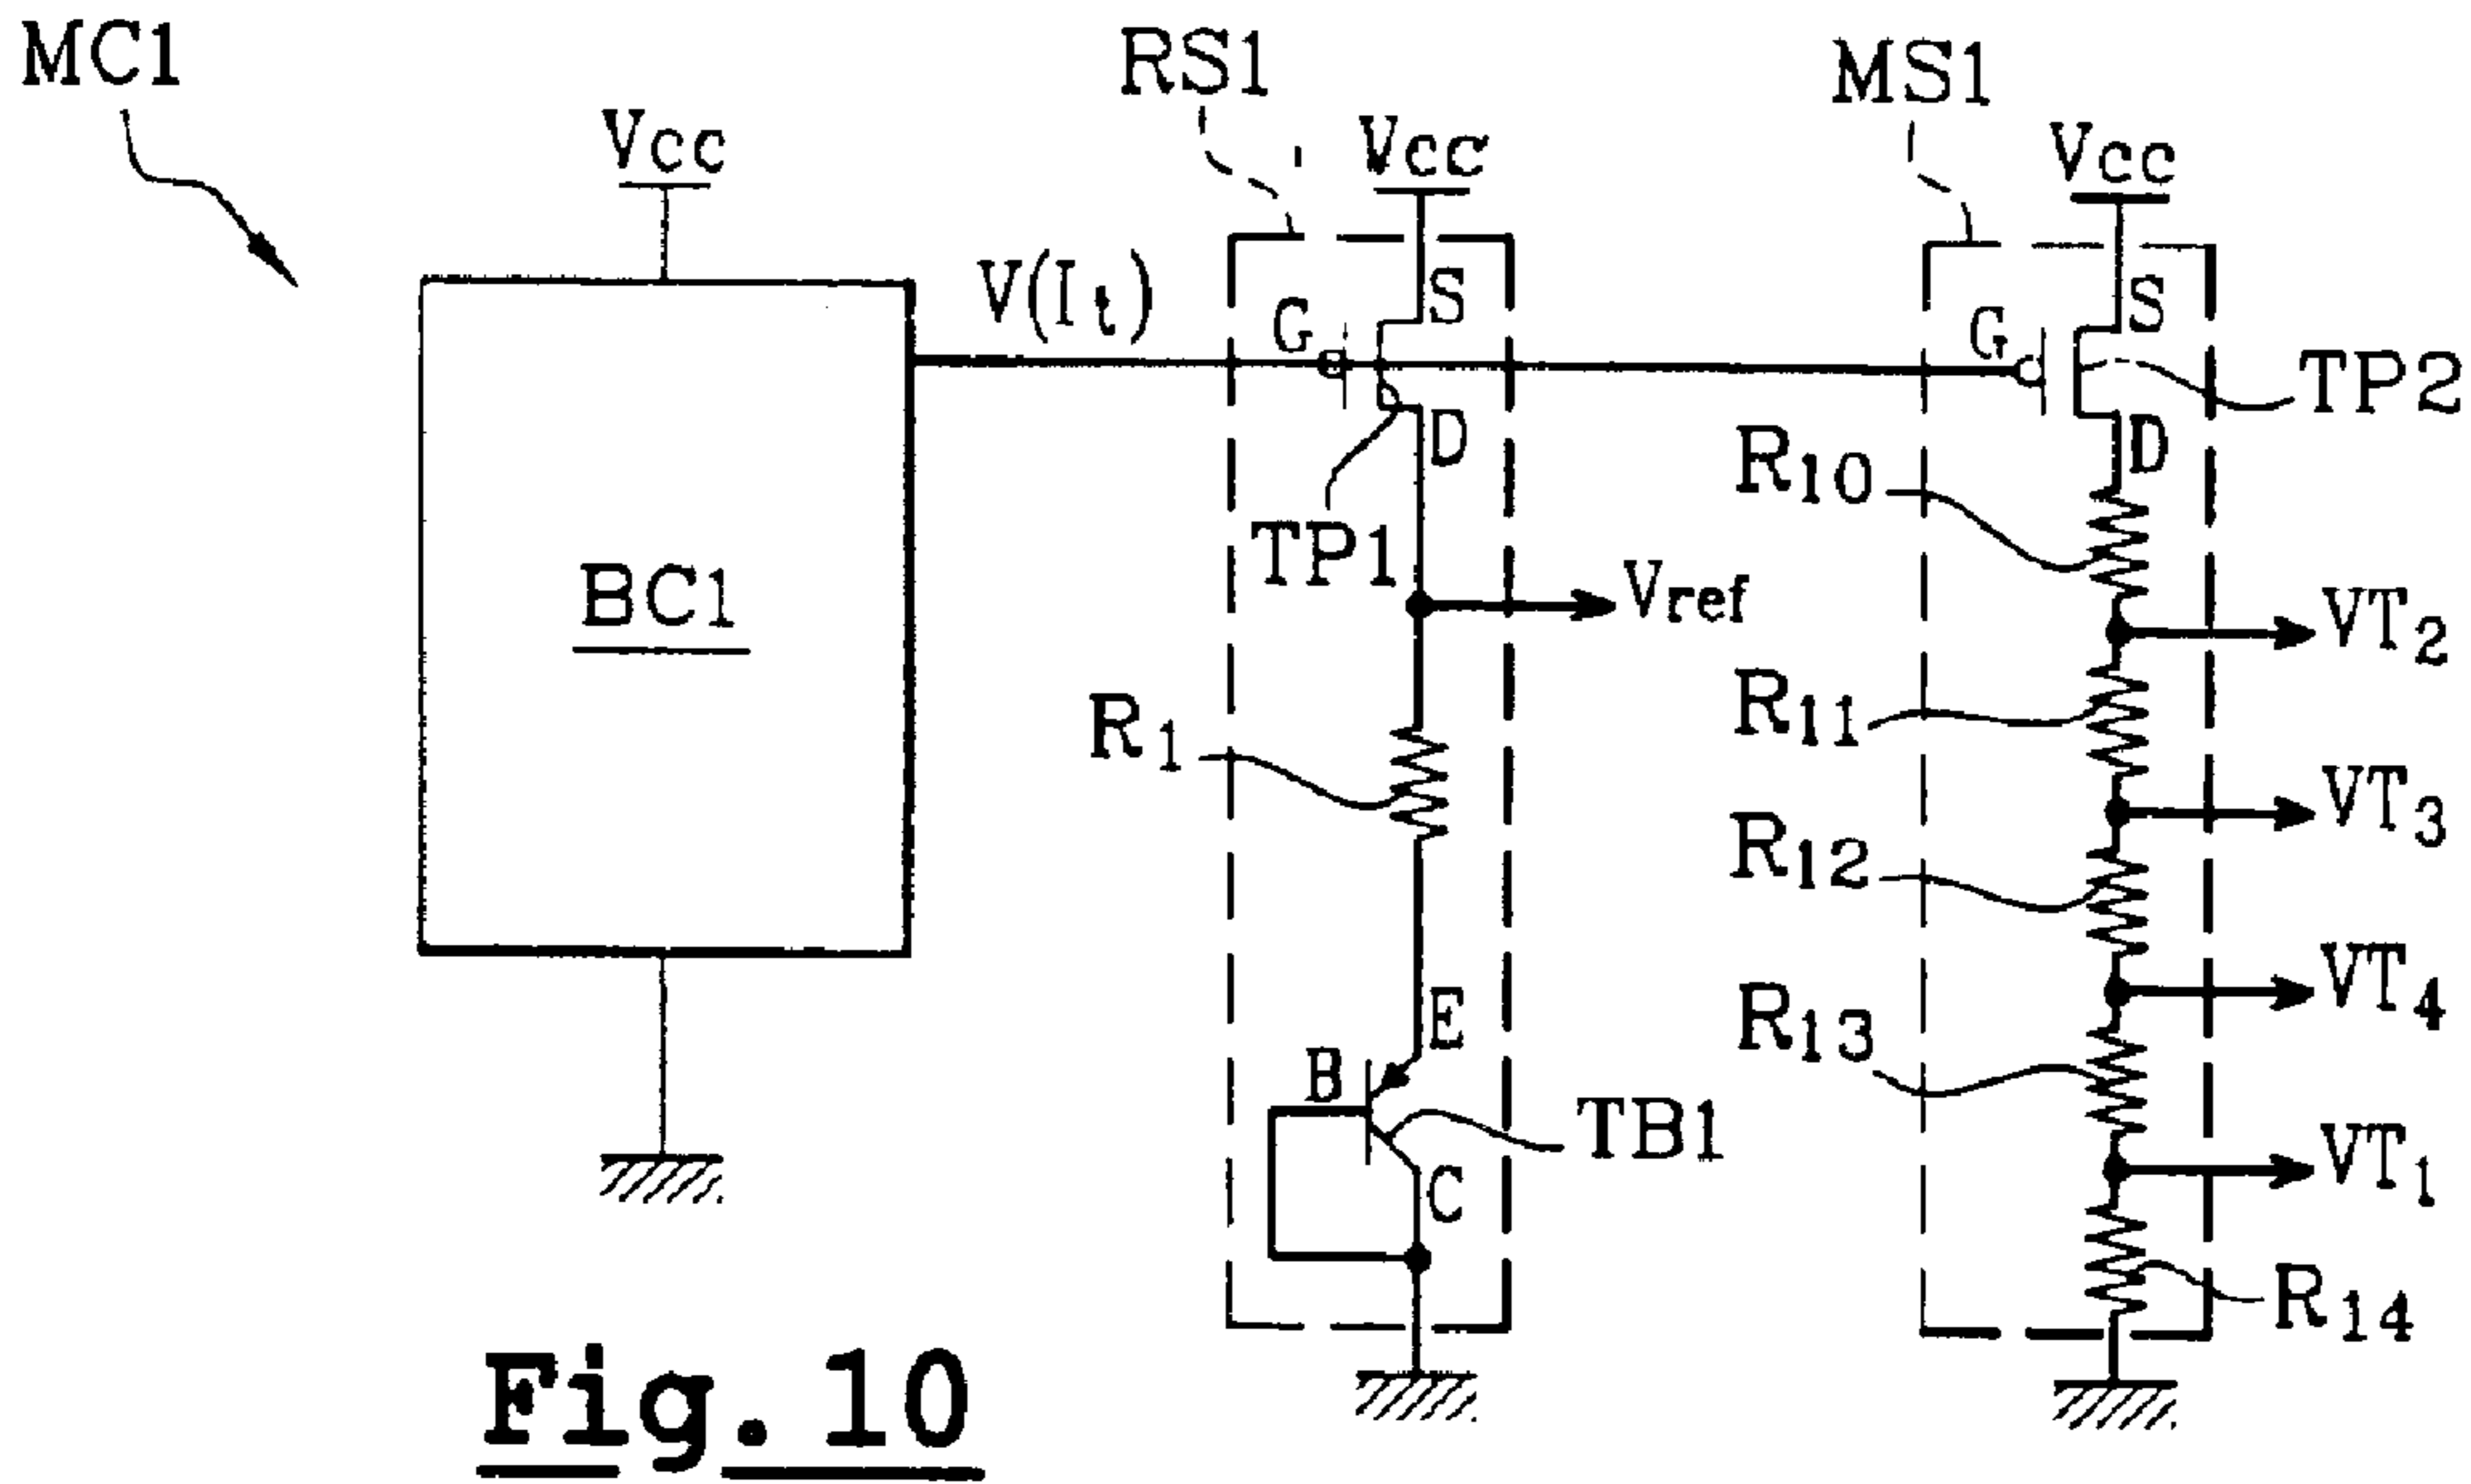 MC1
RS1
MS1
Vcc
Vcc
Vcc
V(It)
G
S
D
G
S
D
TP2
TP1
R10
BC1
Vref
VT2
R11
R1
VT3
R12
VT4
R13
E
B
TB1
C
VT1
R14
Fig. 10